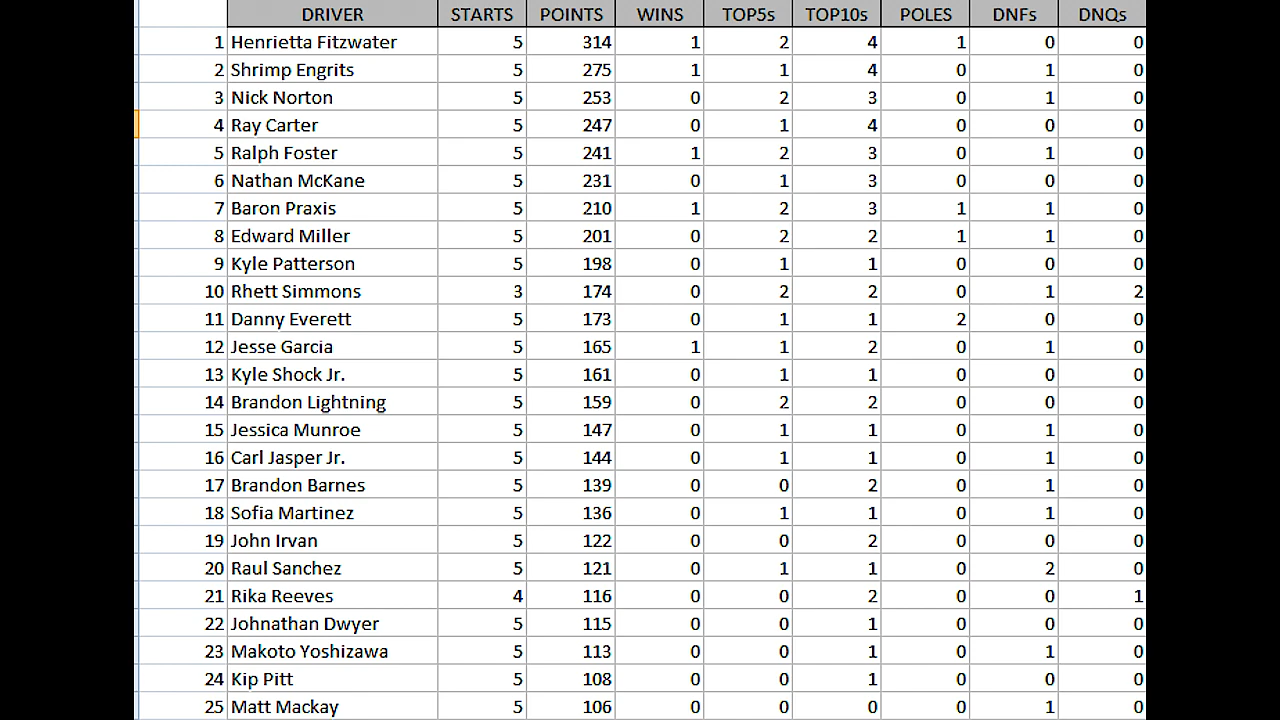 DRIVER STARTS POINTS WINS TOP5s TOP10s POLES DNFs DNQs
1 Henrietta Fitzwater 5 314 1 2 4 1 0 0
2 Shrimp Engrits 5 275 1 1 4 0 1 0
3 Nick Norton 5 253 0 2 3 0 1 0
4 Ray Carter 5 247 0 1 4 0 0 0
5 Ralph Foster 5 241 1 2 3 0 1 0
6 Nathan McKane 5 231 0 1 3 0 0 0
7 Baron Praxis 5 210 1 2 3 1 1 0
8 Edward Miller 5 201 0 2 2 1 1 0
9 Kyle Patterson 5 198 0 1 1 0 0 0
10 Rhett Simmons 3 174 0 2 2 0 1 2
11 Danny Everett 5 173 0 1 1 2 0 0
12 Jesse Garcia 5 165 1 1 2 0 1 0
13 Kyle Shock Jr. 5 161 0 1 1 0 0 0
14 Brandon Lightning 5 159 0 2 2 0 0 0
15 Jessica Munroe 5 147 0 1 1 0 1 0
16 Carl Jasper Jr. 5 144 0 1 1 0 1 0
17 Brandon Barnes 5 139 0 0 2 0 1 0
18 Sofia Martinez 5 136 0 1 1 0 1 0
19 John Irvan 5 122 0 0 2 0 0 0
20 Raul Sanchez 5 121 0 1 1 0 2 0
21 Rika Reeves 4 116 0 0 2 0 0 1
22 Johnathan Dwyer 5 115 0 0 1 0 0 0
23 Makoto Yoshizawa 5 113 0 0 1 0 1 0
24 Kip Pitt 5 108 0 0 1 0 0 0
25 Matt Mackay 5 106 0 0 0 0 1 0